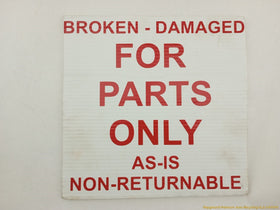 BROKEN - DAMAGED
FOR
PARTS
ONLY
AS-IS
NON-RETURNABLE